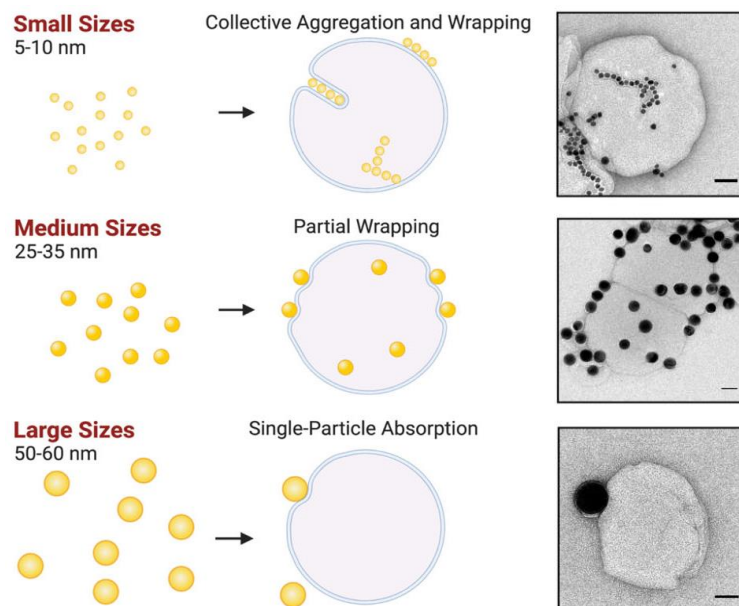 Small Sizes
5-10 nm
Collective Aggregation and Wrapping
Medium Sizes
25-35 nm
Partial Wrapping
Large Sizes
50-60 nm
Single-Particle Absorption